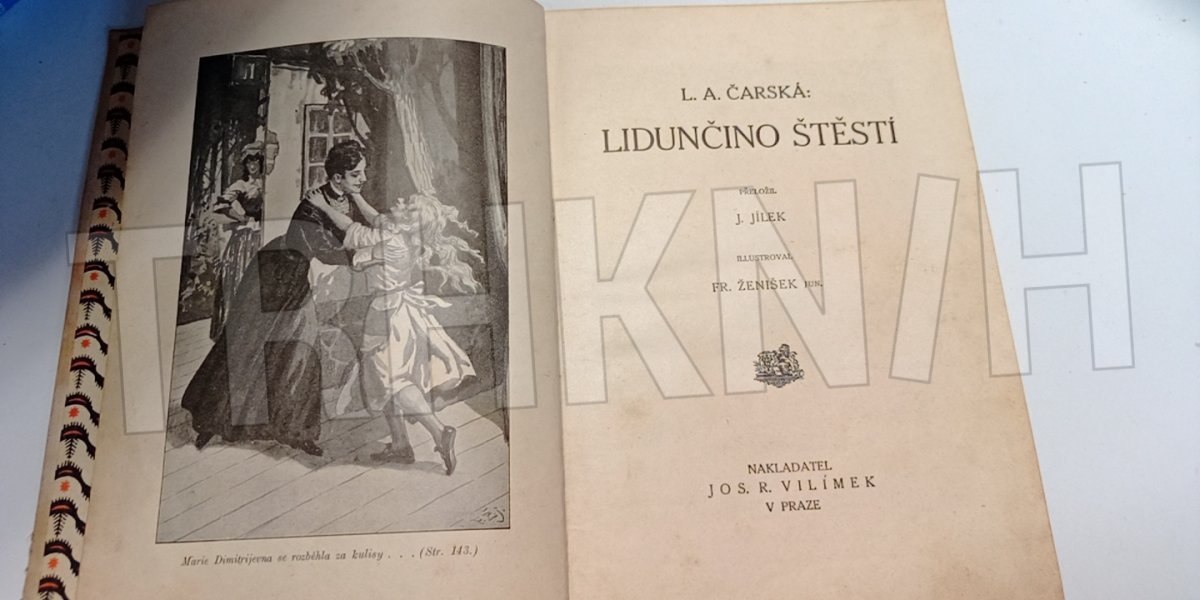 Marie Dimitrijevna se rozběhla za kulisy . . . (Str. 143.)
L. A. ČARSKÁ:
LIDUNČINO ŠTĚSTÍ
PŘELOŽIL
J. JÍLEK
ILLUSTROVAL
FR. ŽENÍŠEK JUN.
NAKLADATEL
JOS. R. VILÍMEK
V PRAZE